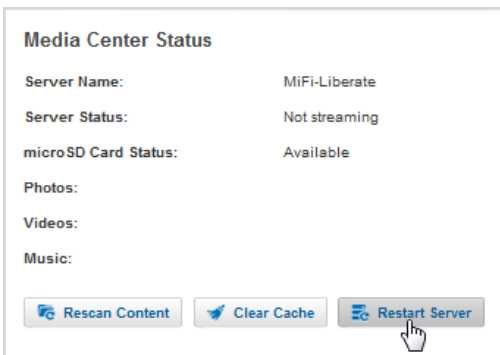 Media Center Status
Server Name: MiFi-Liberate
Server Status: Not streaming
microSD Card Status: Available
Photos:
Videos:
Music:
Rescan Content Clear Cache Restart Server